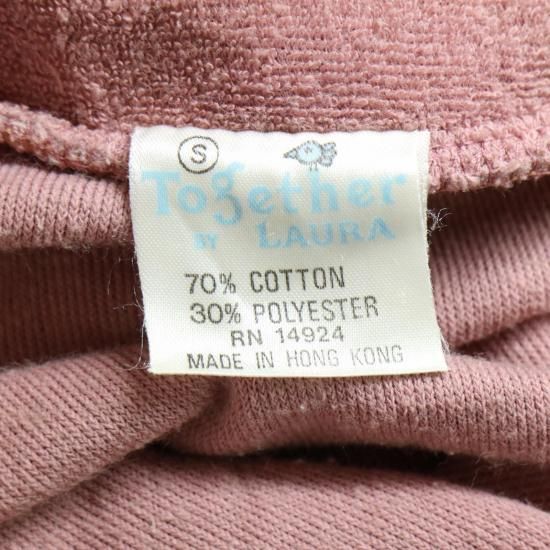 S
Together
BY LAURA
70% COTTON
30% POLYESTER
RN 14924
MADE IN HONG KONG